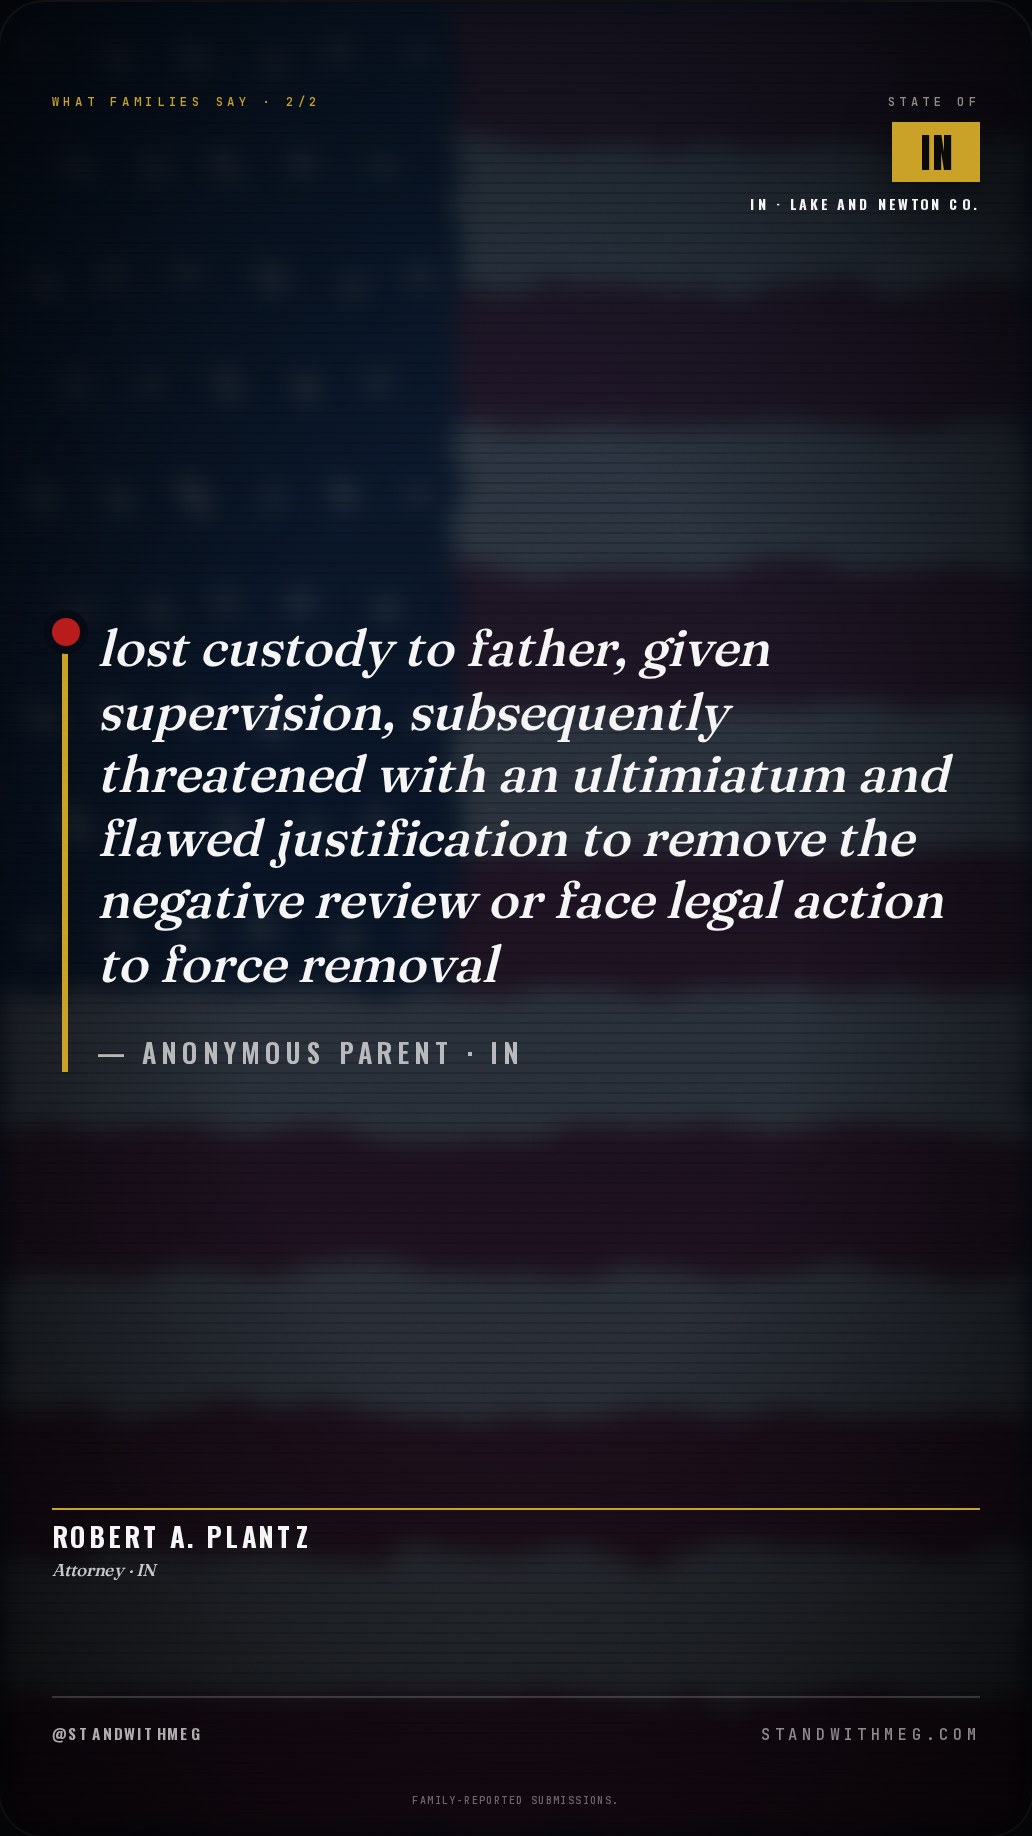 WHAT FAMILIES SAY · 2/2
STATE OF
IN
IN · LAKE AND NEWTON CO.
lost custody to father, given
supervision, subsequently
threatened with an ultimiatum and
flawed justification to remove the
negative review or face legal action
to force removal
— ANONYMOUS PARENT · IN
ROBERT A. PLANTZ
Attorney · IN
@STANDWITHMEG
STANDWITHMEG.COM
FAMILY-REPORTED SUBMISSIONS.